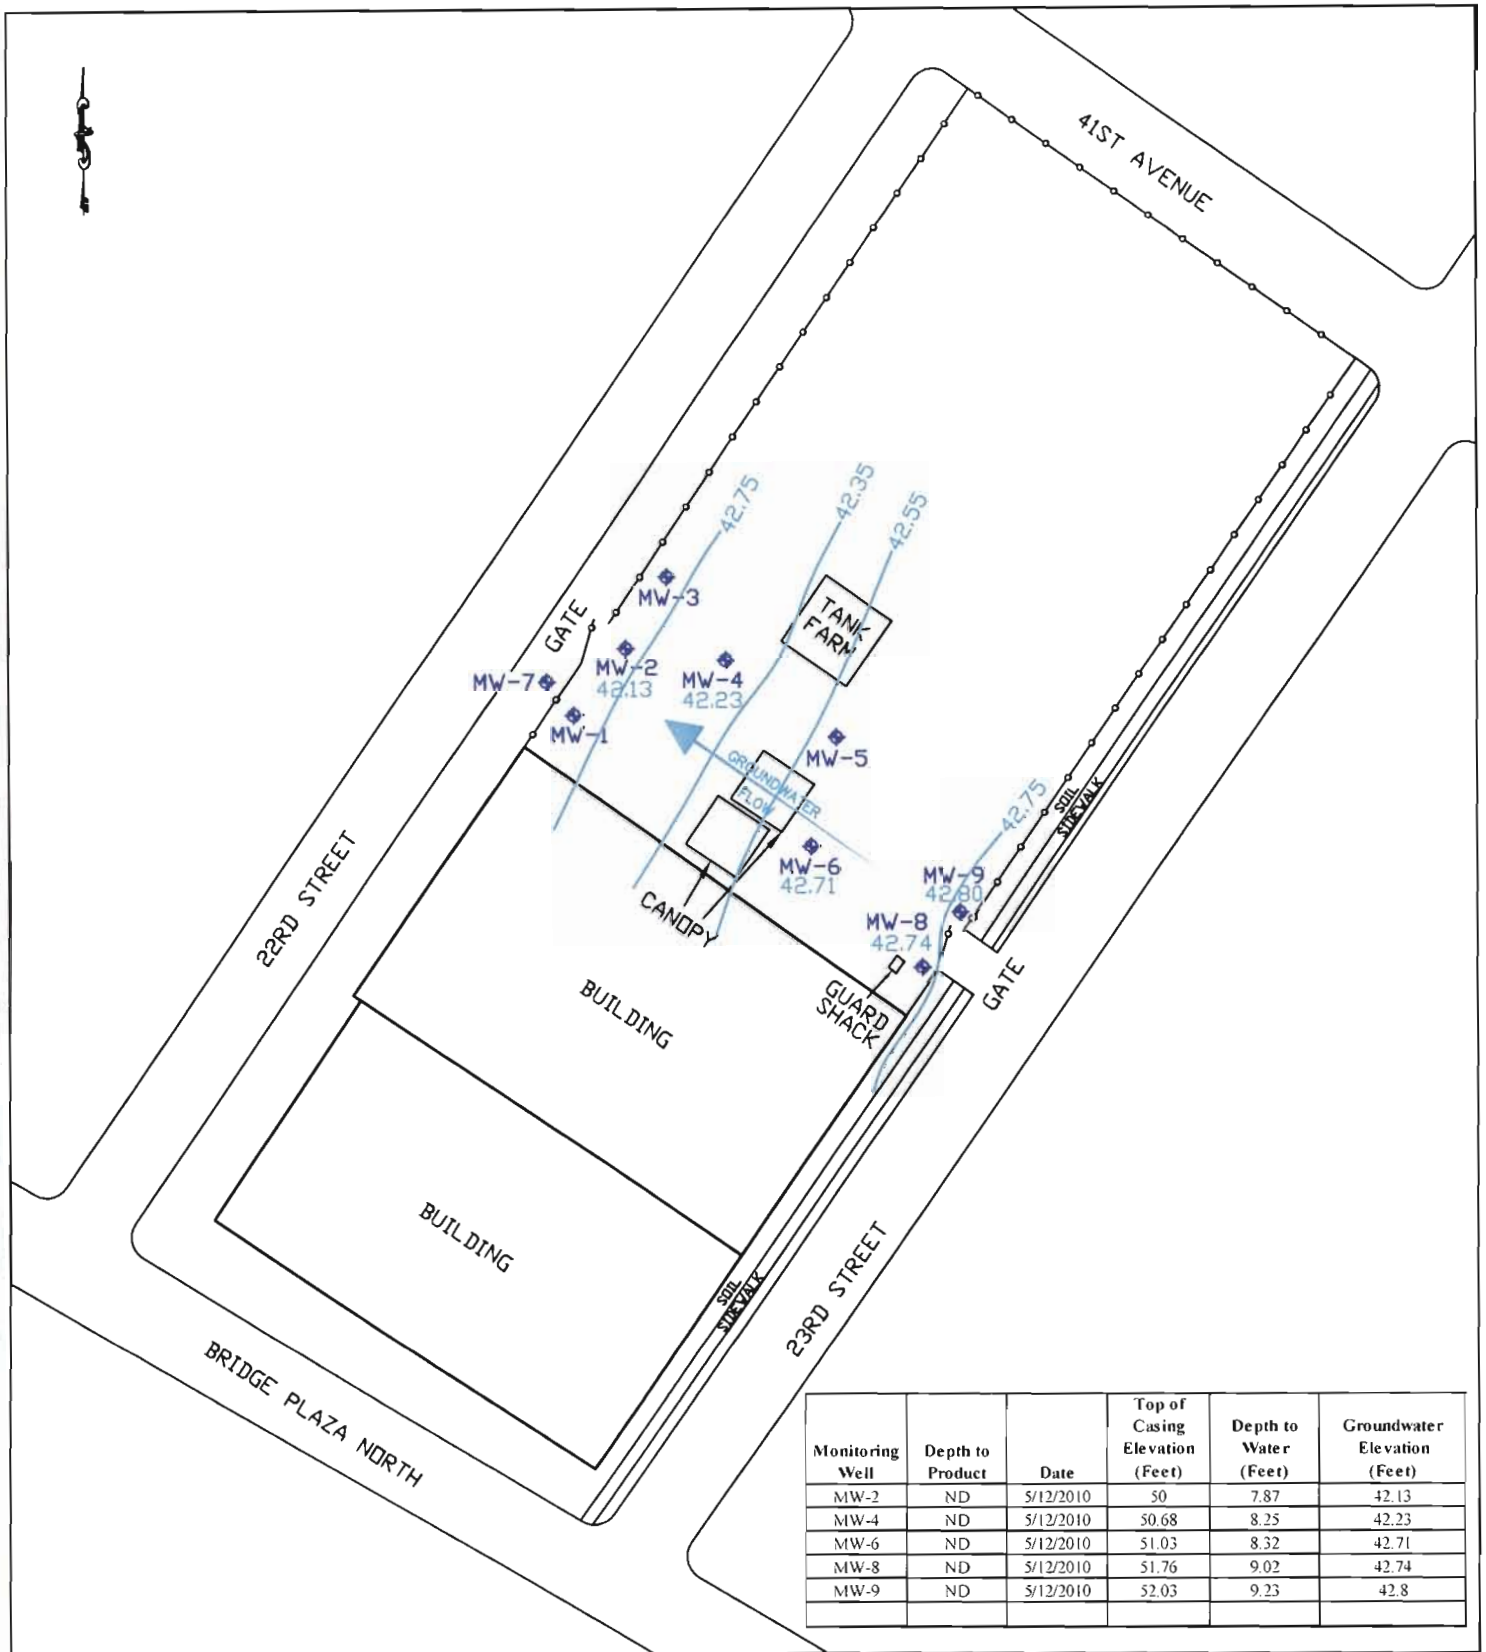 41ST AVENUE
42.75
42.35
42.55
TANK
FARM
MW-3
GATE
MW-2
42.13
MW-4
42.23
MW-7
MW-1
MW-5
GROUNDWATER
FLOW
MW-6
42.71
42.75
SOIL
SIDEWALK
MW-9
42.80
MW-8
42.74
CANOPY
22RD STREET
GUARD
SHACK
GATE
BUILDING
BUILDING
SOIL
SIDEWALK
23RD STREET
BRIDGE PLAZA NORTH
Monitoring Well Depth to Product Date Top of Casing Elevation (Feet) Depth to Water (Feet) Groundwater Elevation (Feet)
MW-2 ND 5/12/2010 50 7.87 42.13
MW-4 ND 5/12/2010 50.68 8.25 42.23
MW-6 ND 5/12/2010 51.03 8.32 42.71
MW-8 ND 5/12/2010 51.76 9.02 42.74
MW-9 ND 5/12/2010 52.03 9.23 42.8